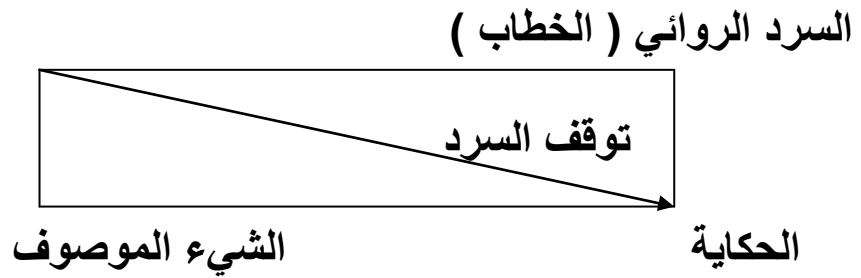 السرد الروائي ( الخطاب )
توقف السرد
الحكاية
الشيء الموصوف